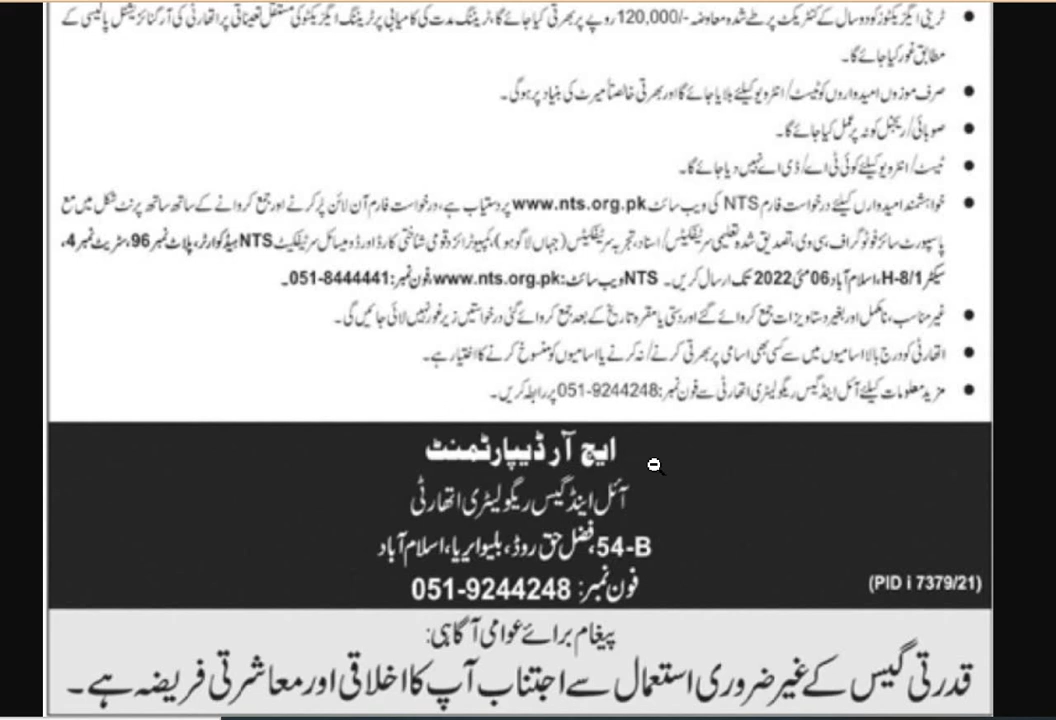 ٹرینی ایگزیکٹوز کو دو سال کے کنٹریکٹ پر طے شدہ معاوضہ -/120,000 روپے پر بھرتی کیا جائے گا، ٹریننگ مدت کی کامیابی پر ٹریننگ ایگزیکٹو کی مستقل تعیناتی پر اتھارٹی کی آرگنائزیشنل پالیسی کے
مطابق غور کیا جائے گا۔
صرف موزوں امیدواروں کو ٹیسٹ/انٹرویو کیلئے بلایا جائے گا اور بھرتی خالصتاً میرٹ کی بنیاد پر ہوگی۔
صوبائی/ریجنل کوٹہ پر عمل کیا جائے گا۔
ٹیسٹ/انٹرویو کیلئے کوئی ٹی اے/ڈی اے نہیں دیا جائے گا۔
خواہشمند امیدواران کیلئے درخواست فارم NTS کی ویب سائٹ www.nts.org.pk پر دستیاب ہے، درخواست فارم آن لائن پُر کرنے اور جمع کروانے کے ساتھ ساتھ پرنٹ شکل میں مع
پاسپورٹ سائز فوٹو گراف، سی وی، تصدیق شدہ تعلیمی سرٹیفکیٹس/اسناد، تجربہ سرٹیفکیٹس (جہاں لاگو ہو)، کمپیوٹرائزڈ قومی شناختی کارڈ اور ڈومیسائل سرٹیفکیٹ NTS ہیڈ کوارٹر، پلاٹ نمبر 96، سٹریٹ نمبر 4،
سیکٹر H-8/1، اسلام آباد 06 مئی 2022 تک ارسال کریں۔ NTS ویب سائٹ: www.nts.org.pk، فون نمبر: 051-8444441۔
غیر مناسب، نامکمل اور بغیر دستاویزات جمع کروائے گئے اور دستی یا مقررہ تاریخ کے بعد جمع کروائے گئی درخواستیں زیر غور نہیں لائی جائیں گی۔
اتھارٹی کو درج بالا اسامیوں میں سے کسی بھی اسامی پر بھرتی کرنے/نہ کرنے یا اسامیوں کو منسوخ کرنے کا اختیار ہے۔
مزید معلومات کیلئے آئل اینڈ گیس ریگولیٹری اتھارٹی سے فون نمبر: 051-9244248 پر رابطہ کریں۔
ایچ آر ڈیپارٹمنٹ
آئل اینڈ گیس ریگولیٹری اتھارٹی
54-B، فضل حق روڈ، بلیو ایریا، اسلام آباد
فون نمبر: 051-9244248
(PID i 7379/21)
پیغام برائے عوامی آگاہی:
قدرتی گیس کے غیر ضروری استعمال سے اجتناب آپ کا اخلاقی اور معاشرتی فریضہ ہے۔